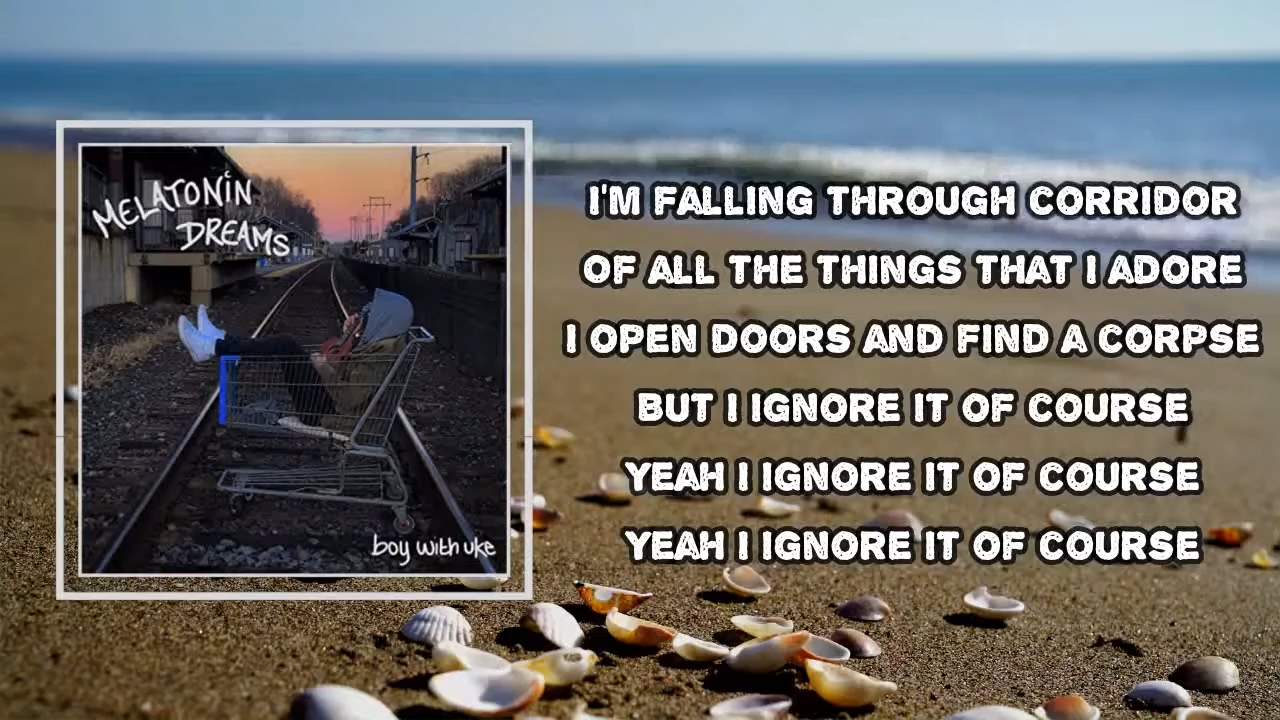 MELATONiN
DREAMS
boy with uke
I'M FALLING THROUGH CORRIDOR
OF ALL THE THINGS THAT I ADORE
I OPEN DOORS AND FIND A CORPSE
BUT I IGNORE IT OF COURSE
YEAH I IGNORE IT OF COURSE
YEAH I IGNORE IT OF COURSE